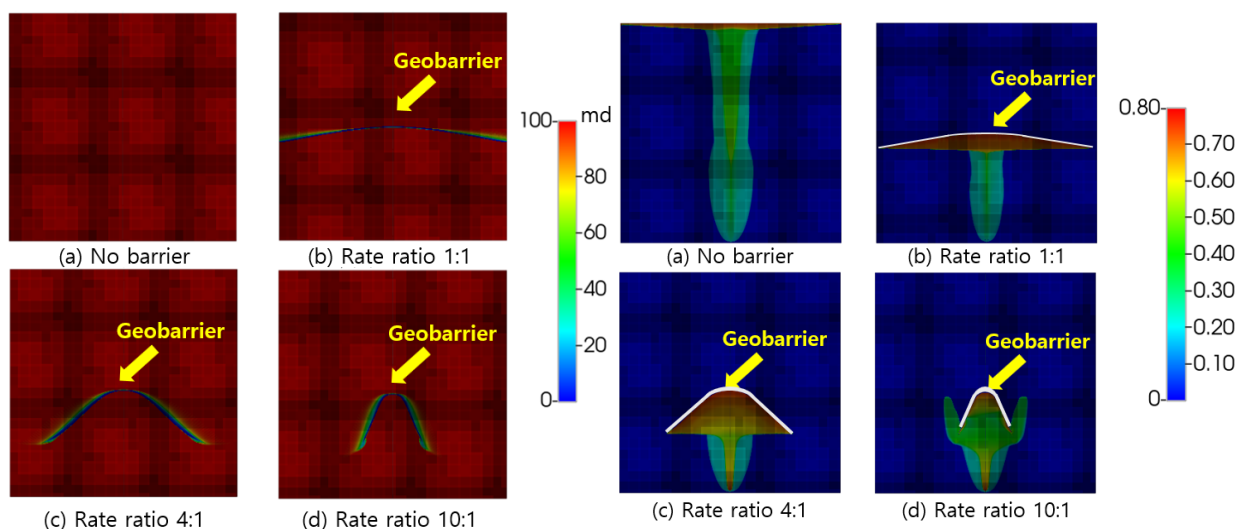 Geobarrier
100 md
80
60
40
20
0
(a) No barrier
(b) Rate ratio 1:1
Geobarrier
Geobarrier
(c) Rate ratio 4:1
(d) Rate ratio 10:1
Geobarrier
0.80
0.70
0.60
0.50
0.40
0.30
0.20
0.10
0
(a) No barrier
(b) Rate ratio 1:1
Geobarrier
Geobarrier
(c) Rate ratio 4:1
(d) Rate ratio 10:1